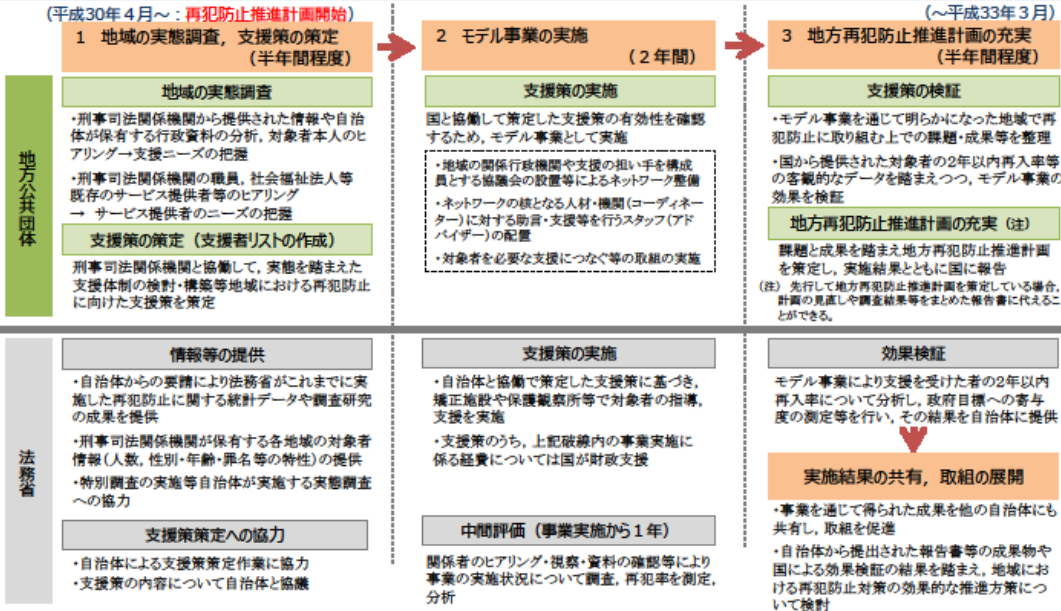 （平成30年４月～：再犯防止推進計画開始）
（～平成33年３月）
１　地域の実態調査，支援策の策定
（半年間程度）
２　モデル事業の実施
（２年間）
３　地方再犯防止推進計画の充実
（半年間程度）
地方公共団体
地域の実態調査
・刑事司法関係機関から提供された情報や自治
体が保有する行政資料の分析，対象者本人のヒ
アリング→支援ニーズの把握
・刑事司法関係機関の職員，社会福祉法人等
既存のサービス提供者等のヒアリング
→　サービス提供者のニーズの把握
支援策の策定（支援者リストの作成）
刑事司法関係機関と協働して，実態を踏まえた
支援体制の検討・構築等地域における再犯防止
に向けた支援策を策定
支援策の実施
国と協働して策定した支援策の有効性を確認
するため，モデル事業として実施
・地域の関係行政機関や支援の担い手を構成
員とする協議会の設置等によるネットワーク整備
・ネットワークの核となる人材・機関（コーディネー
ター）に対する助言・支援等を行うスタッフ（アド
バイザー）の配置
・対象者を必要な支援につなぐ等の取組の実施
支援策の検証
・モデル事業を通じて明らかになった地域で再
犯防止に取り組む上での課題・成果等を整理
・国から提供された対象者の2年以内再入率等
の客観的なデータを踏まえつつ，モデル事業の
効果を検証
地方再犯防止推進計画の充実（注）
課題と成果を踏まえ地方再犯防止推進計画
を策定し，実施結果とともに国に報告
（注）　先行して地方再犯防止推進計画を策定している場合，
計画の見直しや調査結果等をまとめた報告書に代えるこ
とができる。
法務省
情報等の提供
・自治体からの要請により法務省がこれまでに実
施した再犯防止に関する統計データや調査研究
の成果を提供
・刑事司法関係機関が保有する各地域の対象者
情報（人数，性別・年齢・罪名等の特性）の提供
・特別調査の実施等自治体が実施する実態調査
への協力
支援策策定への協力
・自治体による支援策策定作業に協力
・支援策の内容について自治体と協議
支援策の実施
・自治体と協働で策定した支援策に基づき，
矯正施設や保護観察所等で対象者の指導，
支援を実施
・支援策のうち，上記破線内の事業実施に
係る経費については国が財政支援
中間評価（事業実施から１年）
関係者のヒアリング・視察・資料の確認等により
事業の実施状況について調査，再犯率を測定，
分析
効果検証
モデル事業により支援を受けた者の2年以内
再入率について分析し，政府目標への寄与
度の測定等を行い，その結果を自治体に提供
実施結果の共有，取組の展開
・事業を通じて得られた成果を他の自治体にも
共有し，取組を促進
・自治体から提出された報告書等の成果物や
国による効果検証の結果を踏まえ，地域にお
ける再犯防止対策の効果的な推進方策につ
いて検討